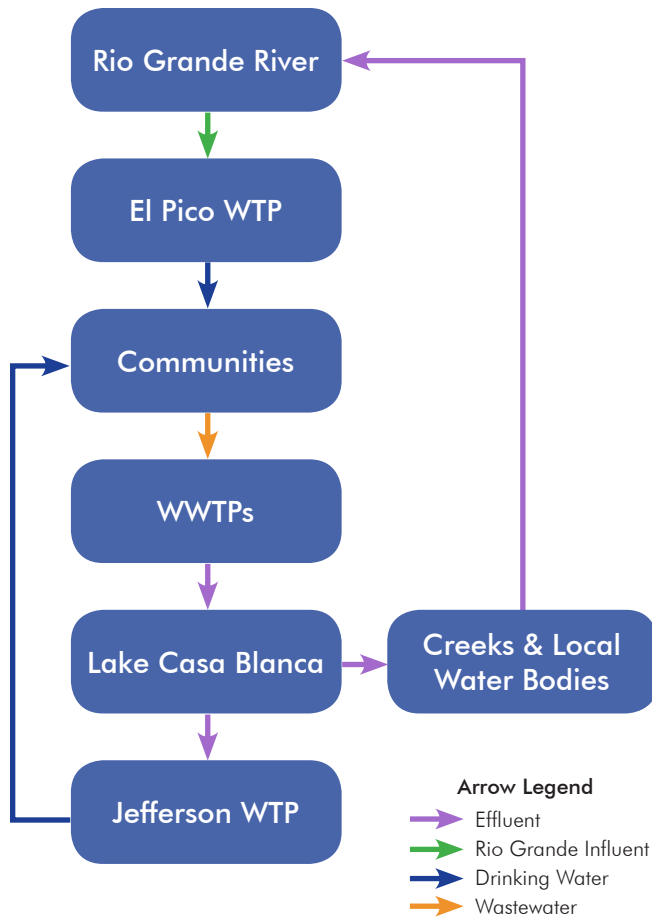 Rio Grande River
El Pico WTP
Communities
WWTPs
Lake Casa Blanca
Creeks & Local
Water Bodies
Jefferson WTP
Arrow Legend
Effluent
Rio Grande Influent
Drinking Water
Wastewater